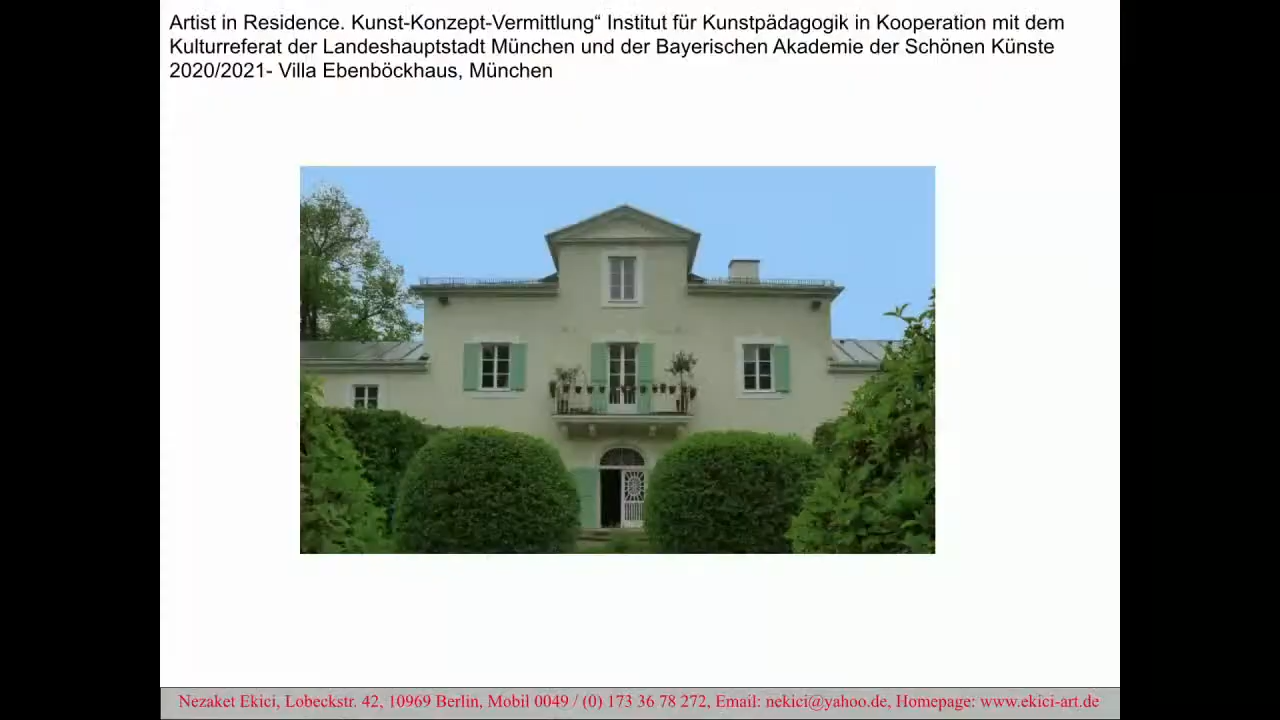 Artist in Residence. Kunst-Konzept-Vermittlung“ Institut für Kunstpädagogik in Kooperation mit dem
Kulturreferat der Landeshauptstadt München und der Bayerischen Akademie der Schönen Künste
2020/2021- Villa Ebenböckhaus, München
Nezaket Ekici, Lobeckstr. 42, 10969 Berlin, Mobil 0049 / (0) 173 36 78 272, Email: nekici@yahoo.de, Homepage: www.ekici-art.de